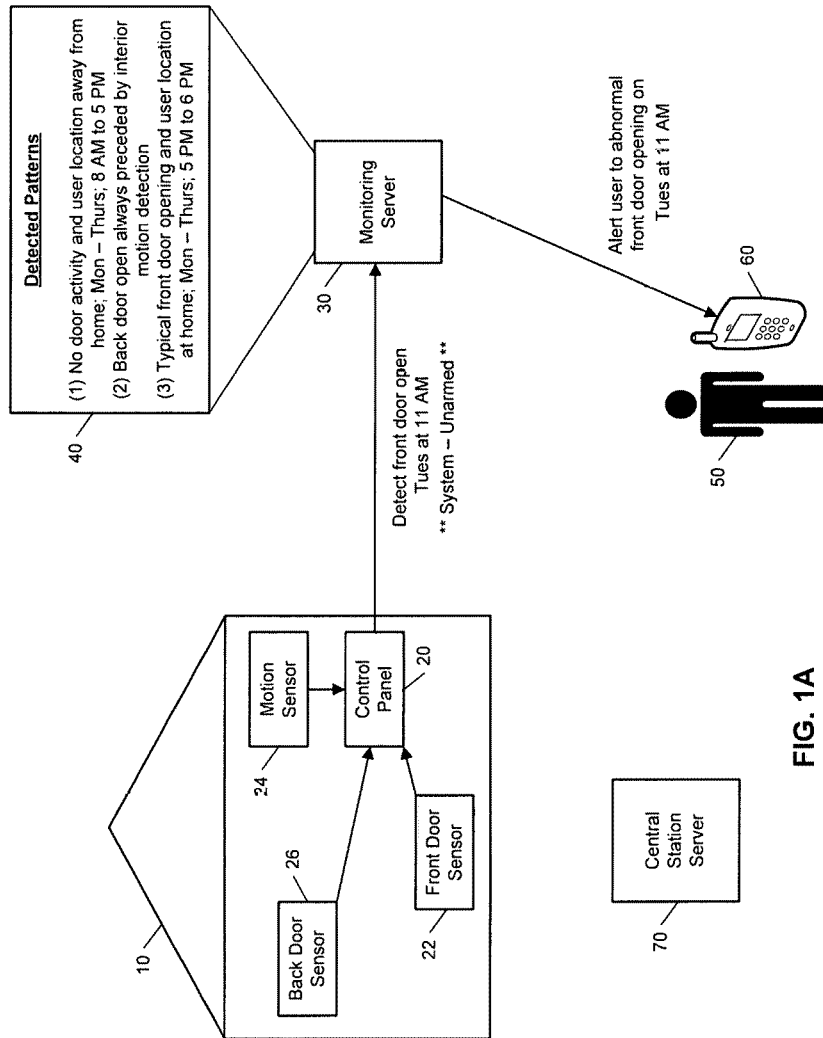 10
Back Door
Sensor
26
Front Door
Sensor
22
Motion
Sensor
24
Control
Panel
20
Detect front door open
Tues at 11 AM
** System – Unarmed **
Detected Patterns
(1) No door activity and user location away from
home; Mon – Thurs; 8 AM to 5 PM
(2) Back door always preceded by interior
motion detection
(3) Typical front door opening and user location
at home; Mon – Thurs; 5 PM to 6 PM
40
Monitoring
Server
30
Alert user to abnormal
front door opening on
Tues at 11 AM
60
50
Central
Station
Server
70
FIG. 1A